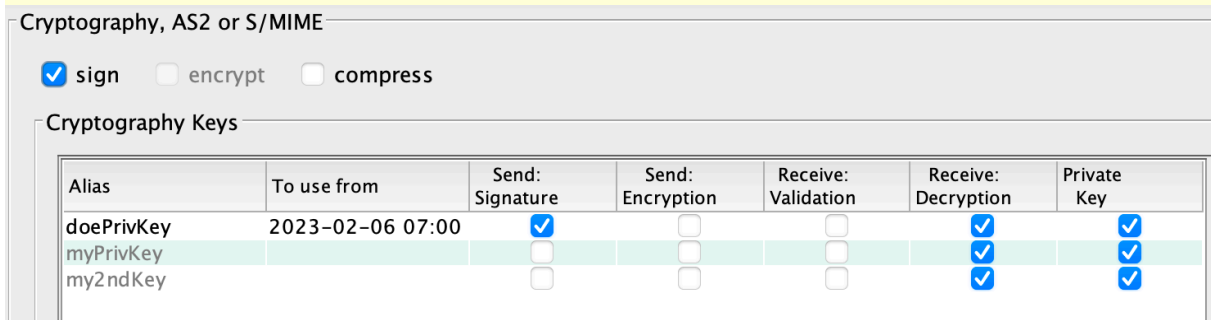 Cryptography, AS2 or S/MIME
sign encrypt compress
Cryptography Keys
Alias To use from Send: Signature Send: Encryption Receive: Validation Receive: Decryption Private Key
doePrivKey 2023-02-06 07:00
myPrivKey
my2ndKey